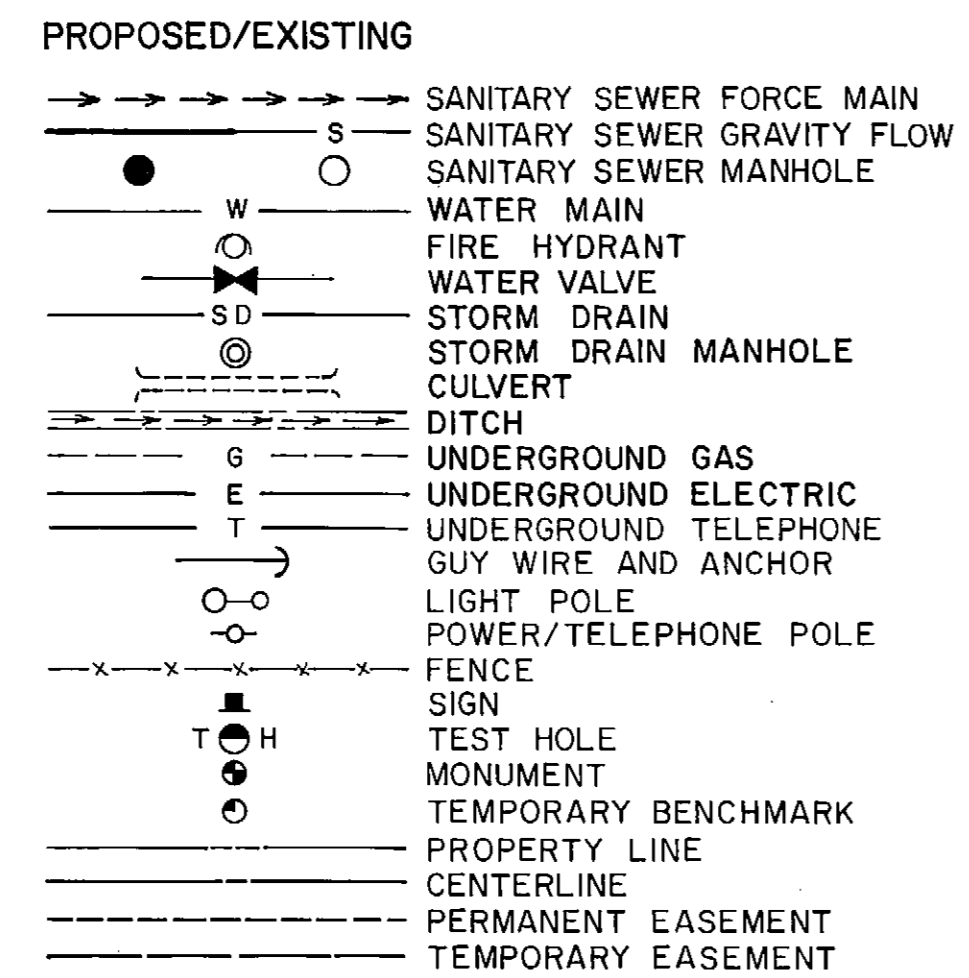 PROPOSED/EXISTING
SANITARY SEWER FORCE MAIN
S SANITARY SEWER GRAVITY FLOW
SANITARY SEWER MANHOLE
W WATER MAIN
FIRE HYDRANT
WATER VALVE
SD STORM DRAIN
STORM DRAIN MANHOLE
CULVERT
DITCH
G UNDERGROUND GAS
E UNDERGROUND ELECTRIC
T UNDERGROUND TELEPHONE
GUY WIRE AND ANCHOR
LIGHT POLE
POWER/TELEPHONE POLE
FENCE
SIGN
T H TEST HOLE
MONUMENT
TEMPORARY BENCHMARK
PROPERTY LINE
CENTERLINE
PERMANENT EASEMENT
TEMPORARY EASEMENT